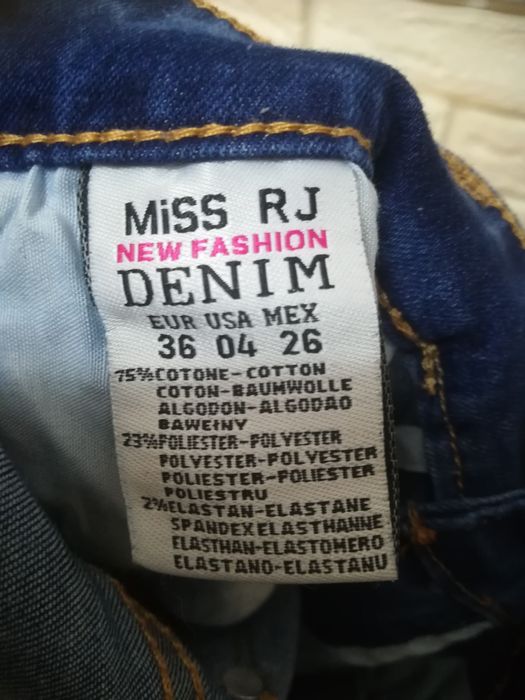 MiSS RJ
NEW FASHION
DENIM
EUR USA MEX
36 04 26
75%COTONE-COTTON
COTON-BAUMWOLLE
ALGODON-ALGODAO
BAWEŁNY
23%POLIESTER-POLYESTER
POLYESTER-POLYESTER
POLIESTER-POLIESTER
POLIESTRU
2%ELASTAN-ELASTANE
SPANDEXELASTHANNE
ELASTHAN-ELASTOMERO
ELASTANO-ELASTANU